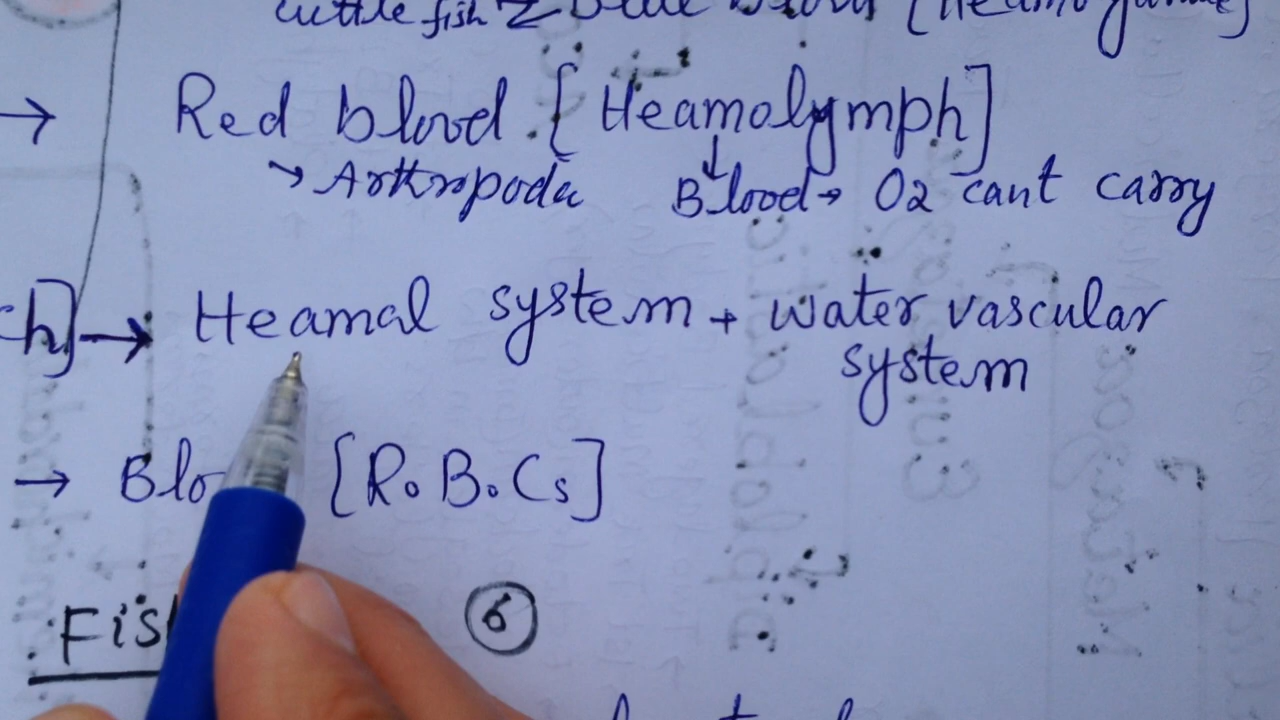 cuttle fish
→ Red blood [Heamolymph]
→ Arthropoda Blood → O2 cant carry
ch] → Heamal system + Water vascular
system
→ Blo [R.B.Cs]
Fis
6